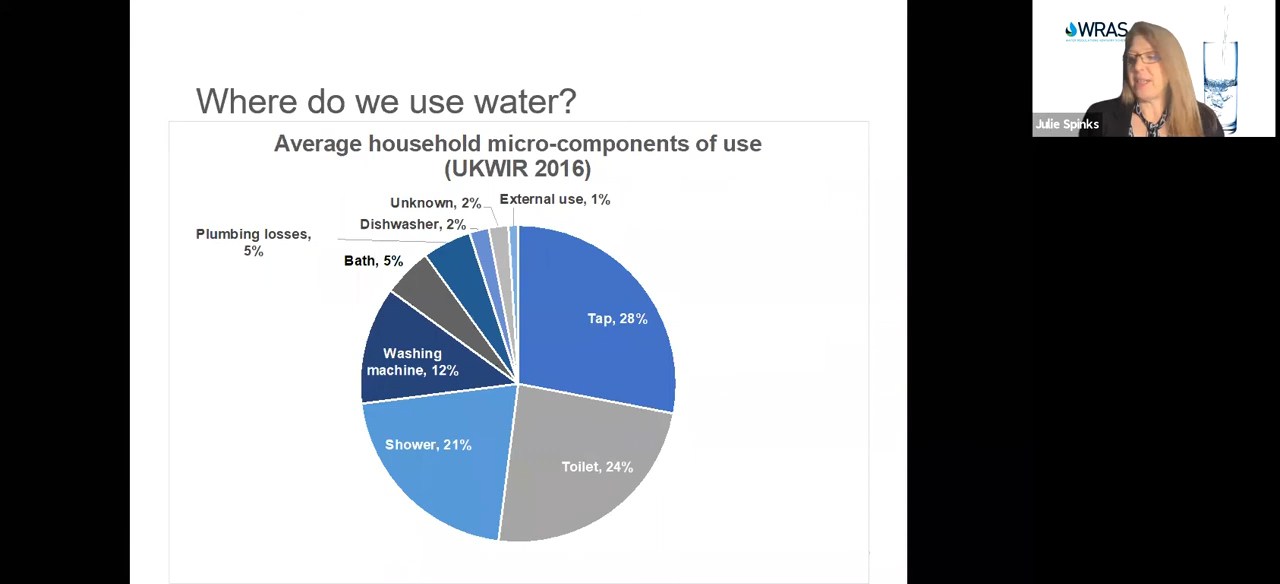 Where do we use water?
Average household micro-components of use
(UKWIR 2016)
Unknown, 2%
External use, 1%
Dishwasher, 2%
Plumbing losses,
5%
Bath, 5%
Tap, 28%
Washing
machine, 12%
Shower, 21%
Toilet, 24%
WRAS
Julie Spinks